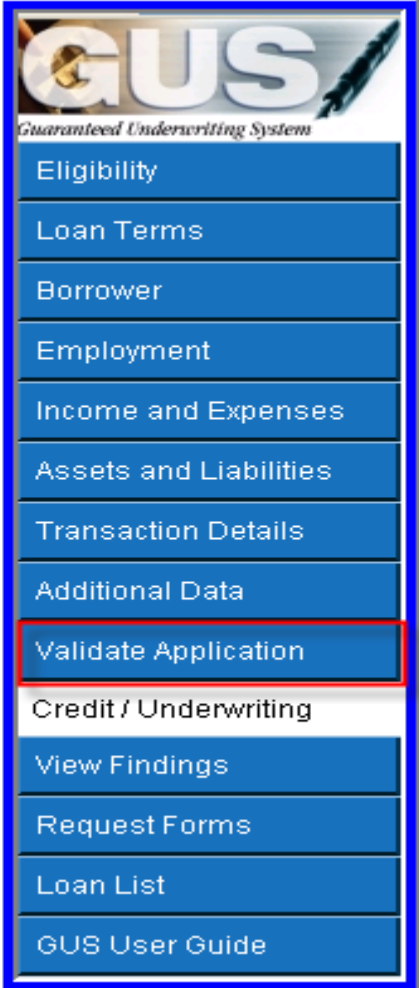 GUS
Guaranteed Underwriting System
Eligibility
Loan Terms
Borrower
Employment
Income and Expenses
Assets and Liabilities
Transaction Details
Additional Data
Validate Application
Credit / Underwriting
View Findings
Request Forms
Loan List
GUS User Guide